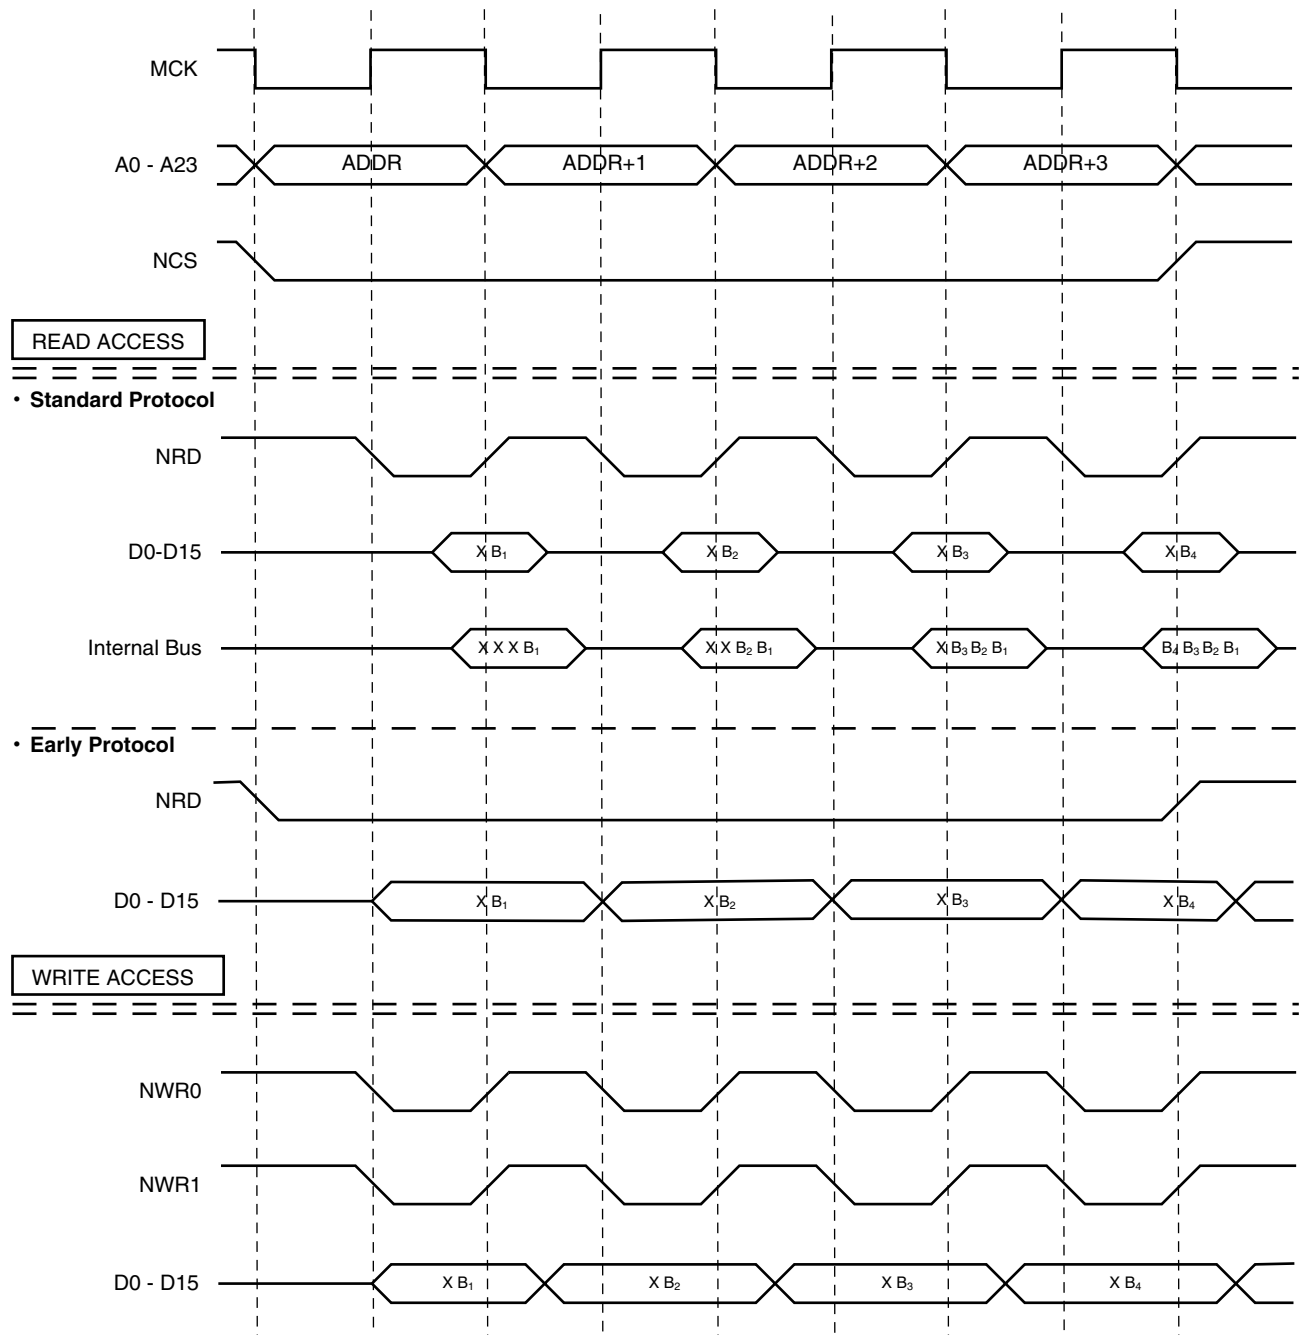 MCK
A0 - A23 ADDR ADDR+1 ADDR+2 ADDR+3
NCS
READ ACCESS
• Standard Protocol
NRD
D0-D15 X B₁ X B₂ X B₃ X B₄
Internal Bus X X X B₁ X X B₂ B₁ X B₃ B₂ B₁ B₄ B₃ B₂ B₁
• Early Protocol
NRD
D0 - D15 X B₁ X B₂ X B₃ X B₄
WRITE ACCESS
NWR0
NWR1
D0 - D15 X B₁ X B₂ X B₃ X B₄